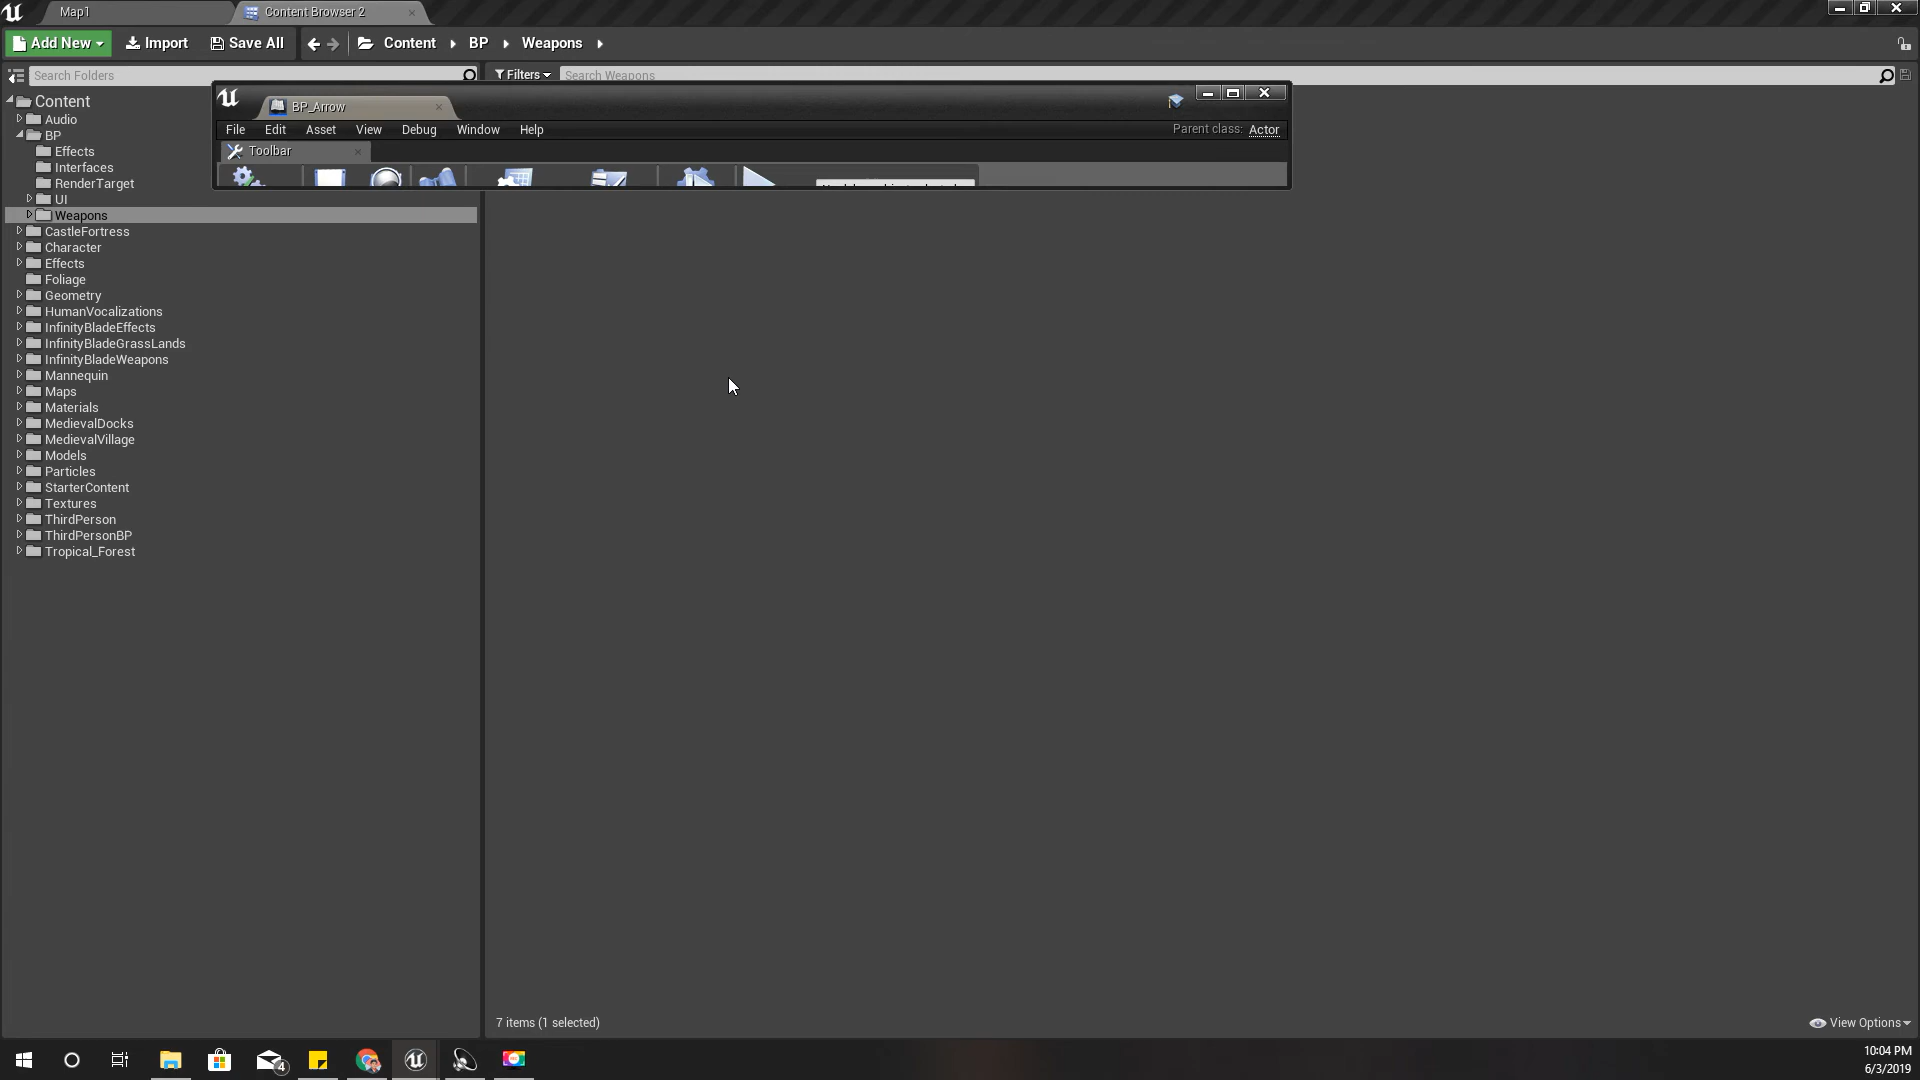 Map1
Content Browser 2
Add New
Import
Save All
Content
BP
Weapons
Search Folders
Filters
Search Weapons
Content
Audio
BP
Effects
Interfaces
RenderTarget
UI
Weapons
CastleFortress
Character
Effects
Foliage
Geometry
HumanVocalizations
InfinityBladeEffects
InfinityBladeGrassLands
InfinityBladeWeapons
Mannequin
Maps
Materials
MedievalDocks
MedievalVillage
Models
Particles
StarterContent
Textures
ThirdPerson
ThirdPersonBP
Tropical_Forest
BP_Arrow
File
Edit
Asset
View
Debug
Window
Help
Parent class: Actor
Toolbar
7 items (1 selected)
View Options
4
10:04 PM
6/3/2019